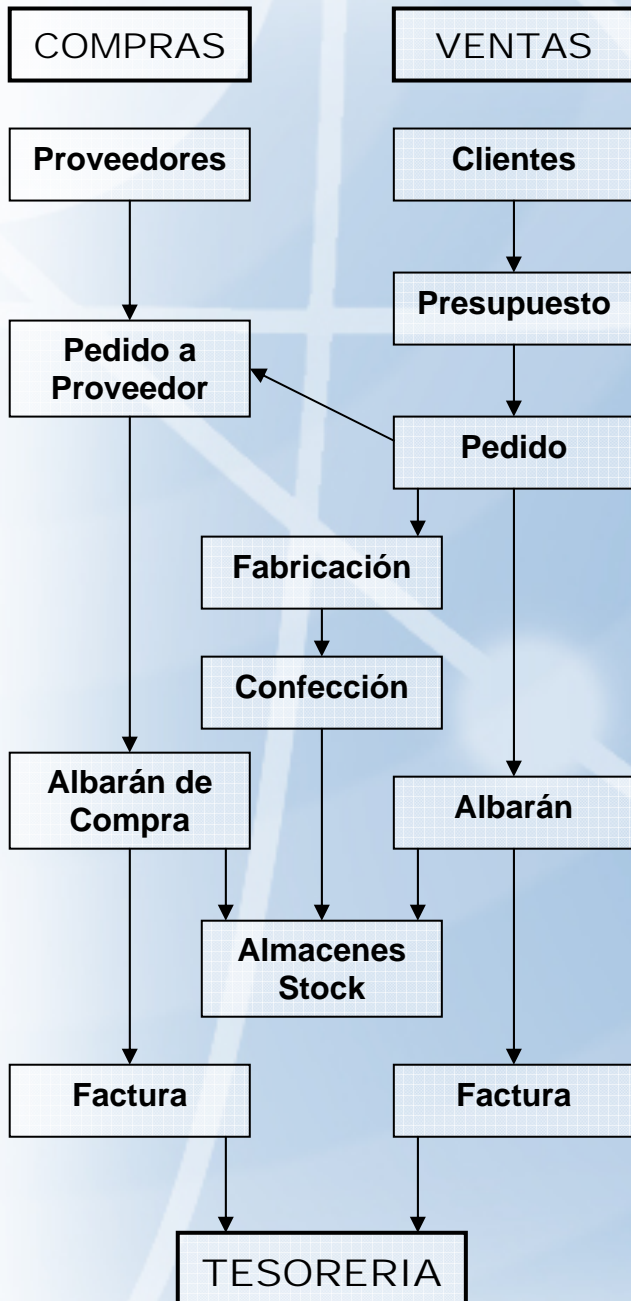 COMPRAS
VENTAS
Proveedores
Clientes
Presupuesto
Pedido a
Proveedor
Pedido
Fabricación
Confección
Albarán de
Compra
Albarán
Almacenes
Stock
Factura
Factura
TESORERIA